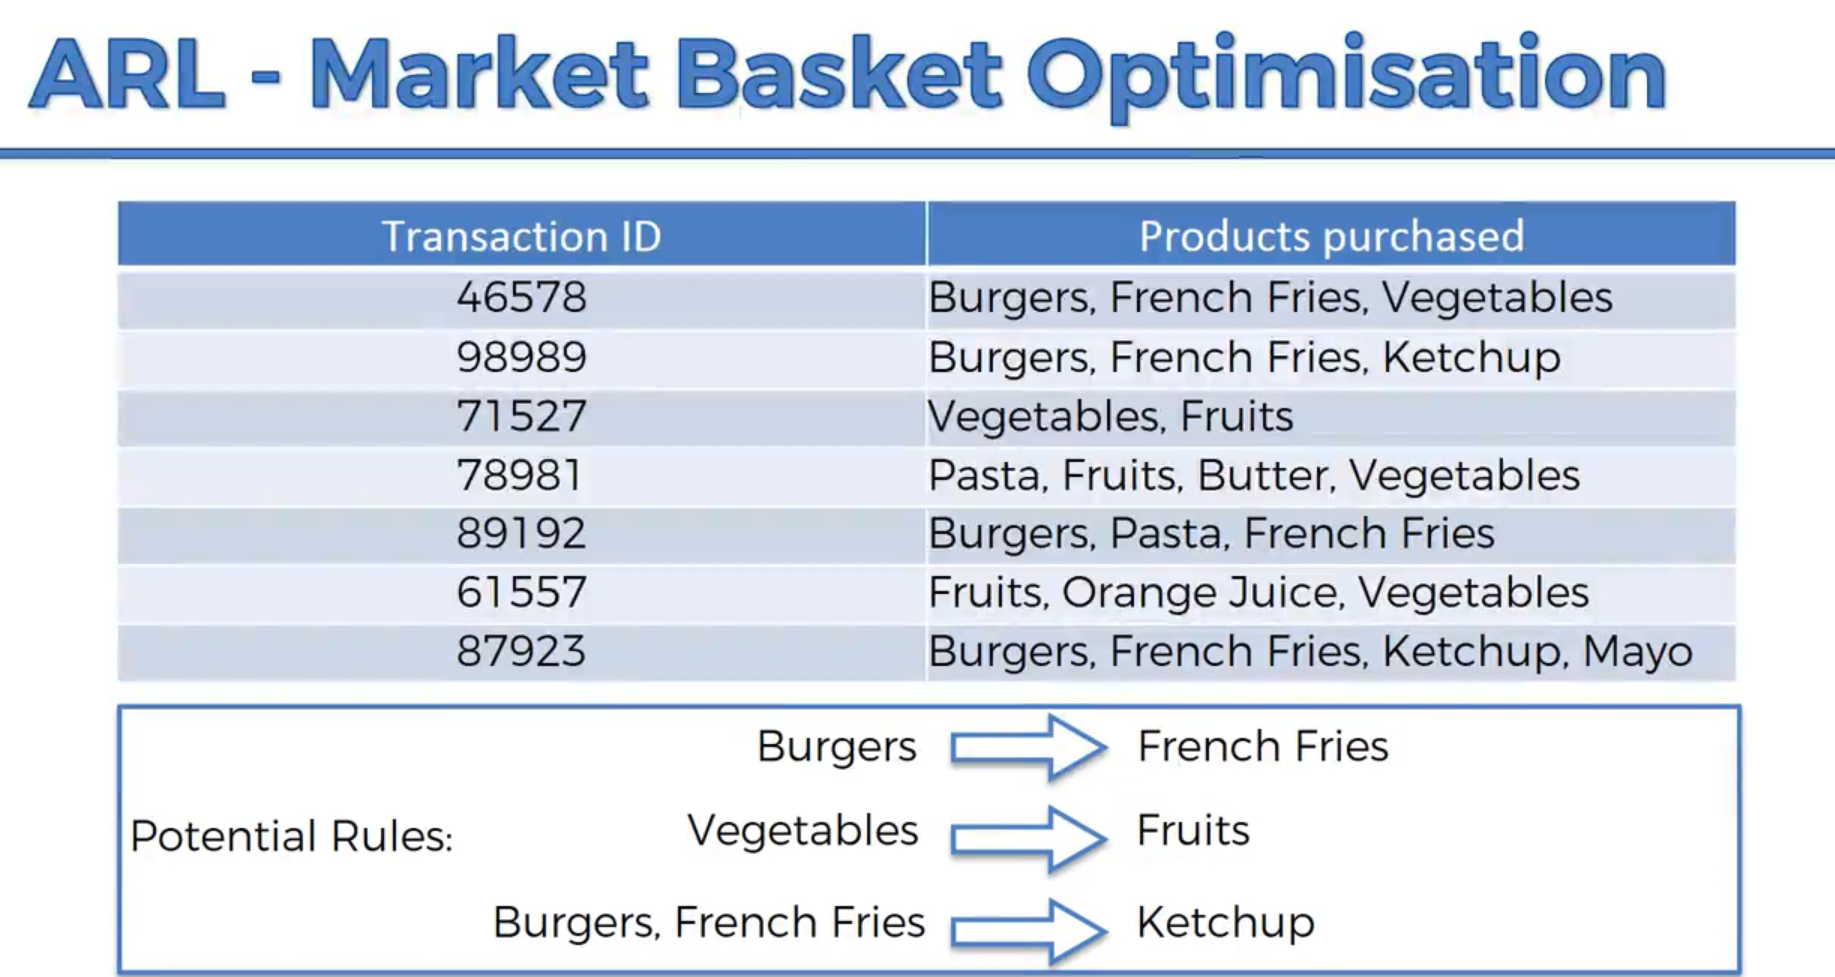 ARL - Market Basket Optimisation
Transaction ID Products purchased
46578 Burgers, French Fries, Vegetables
98989 Burgers, French Fries, Ketchup
71527 Vegetables, Fruits
78981 Pasta, Fruits, Butter, Vegetables
89192 Burgers, Pasta, French Fries
61557 Fruits, Orange Juice, Vegetables
87923 Burgers, French Fries, Ketchup, Mayo
Potential Rules:
Burgers French Fries
Vegetables Fruits
Burgers, French Fries Ketchup